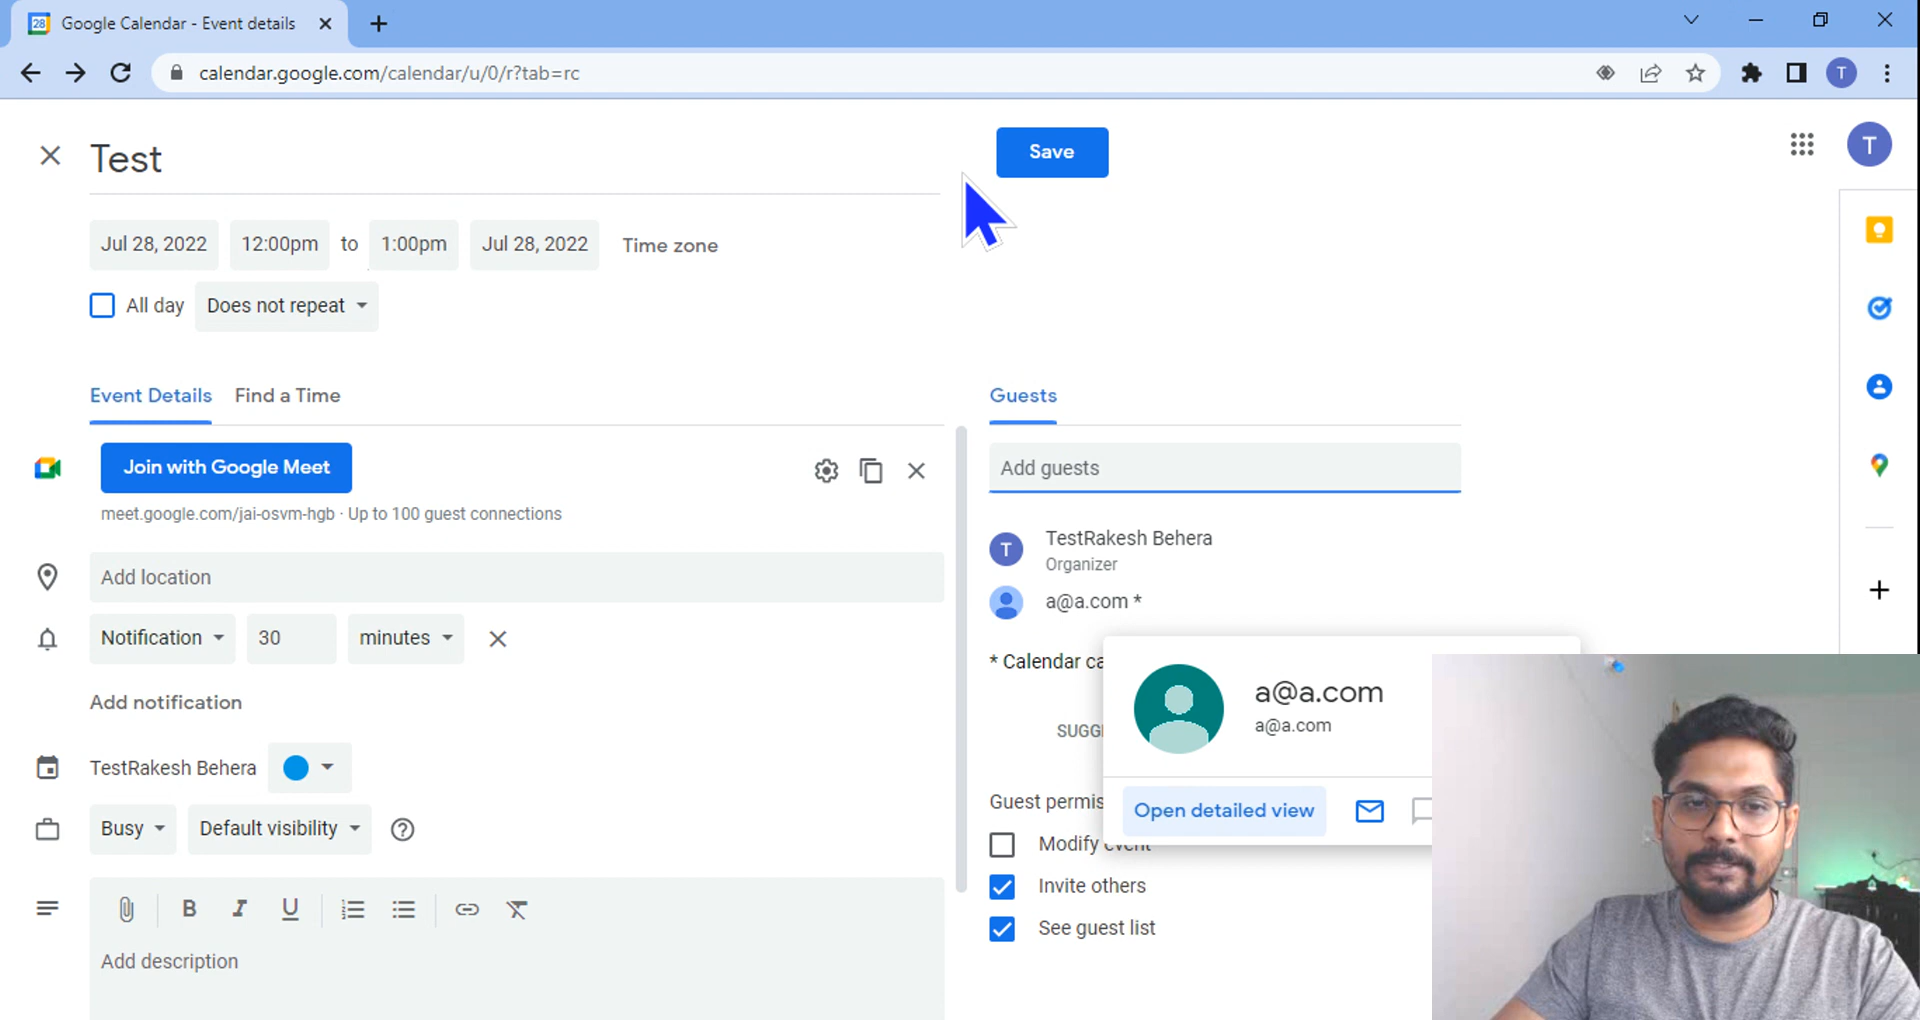 28 Google Calendar - Event details
calendar.google.com/calendar/u/0/r?tab=rc
T
Test
Save
T
Jul 28, 2022 12:00pm to 1:00pm Jul 28, 2022 Time zone
All day Does not repeat
Event Details Find a Time
Guests
Join with Google Meet
meet.google.com/jai-osvm-hgb · Up to 100 guest connections
Add guests
T TestRakesh Behera
Organizer
a@a.com *
Add location
Notification 30 minutes
Add notification
* Calendar ca
SUGG
a@a.com
a@a.com
Open detailed view
TestRakesh Behera
Busy Default visibility
Guest permis
Modify event
Invite others
See guest list
B I U
Add description